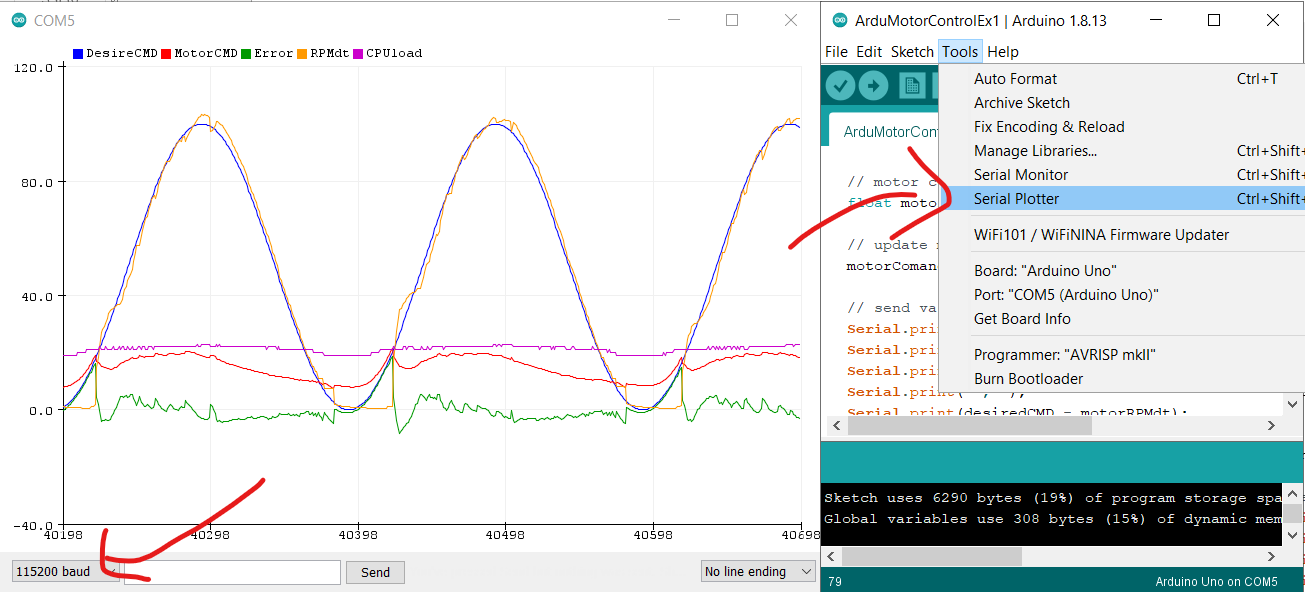 COM5
DesireCMD MotorCMD Error RPMdt CPUload
120.0
80.0
40.0
0.0
-40.0
40198 40298 40398 40498 40598 40698
115200 baud
Send
No line ending
ArduMotorControlEx1 | Arduino 1.8.13
File Edit Sketch Tools Help
Auto Format Ctrl+T
Archive Sketch
Fix Encoding & Reload
Manage Libraries... Ctrl+Shift+
Serial Monitor Ctrl+Shift+
Serial Plotter Ctrl+Shift+
WiFi101 / WiFiNINA Firmware Updater
Board: "Arduino Uno"
Port: "COM5 (Arduino Uno)"
Get Board Info
Programmer: "AVRISP mkII"
Burn Bootloader
ArduMotorCont
// motor c
float moto
// update
motorComan
// send va
Serial.pri
Serial.pri
Serial.pri
Serial.print
Serial.print(desiredCMD - motorRPMdt);
Sketch uses 6290 bytes (19%) of program storage spa
Global variables use 308 bytes (15%) of dynamic mem
79
Arduino Uno on COM5